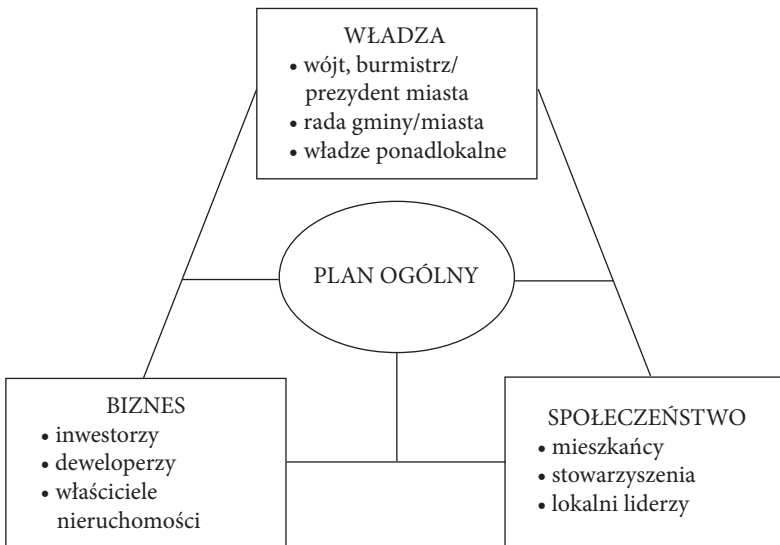 WŁADZA
• wójt, burmistrz/
prezydent miasta
• rada gminy/miasta
• władze ponadlokalne
PLAN OGÓLNY
BIZNES
• inwestorzy
• deweloperzy
• właściciele
nieruchomości
SPOŁECZEŃSTWO
• mieszkańcy
• stowarzyszenia
• lokalni liderzy